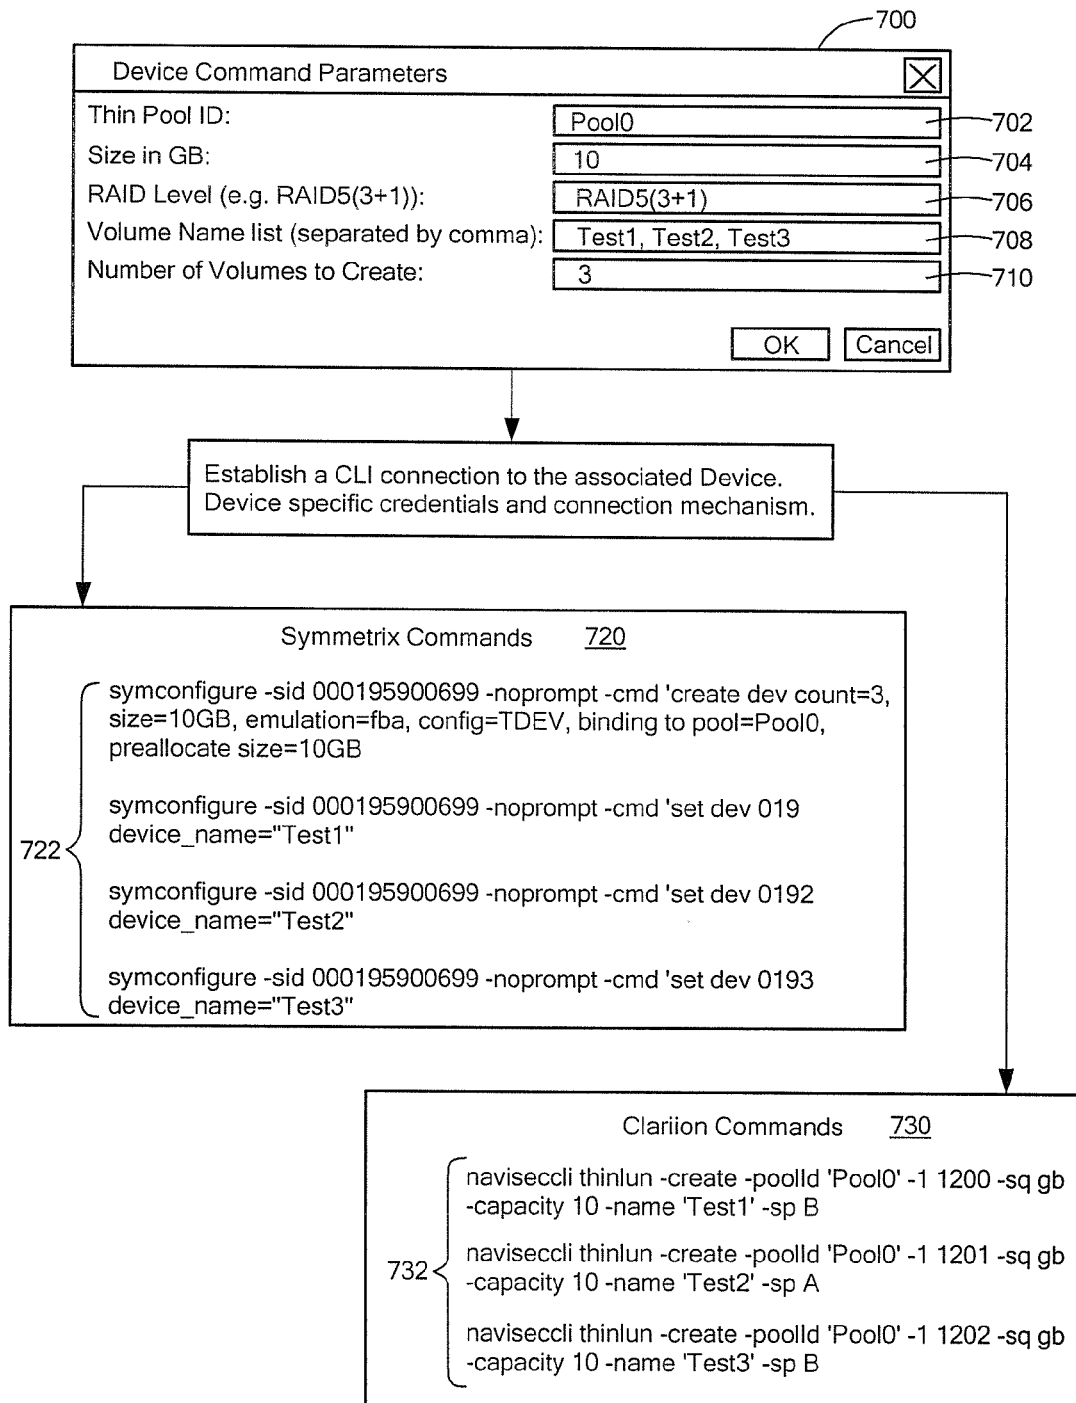 700
Device Command Parameters
Thin Pool ID:
Pool0
702
Size in GB:
10
704
RAID Level (e.g. RAID5(3+1)):
RAID5(3+1)
706
Volume Name list (separated by comma):
Test1, Test2, Test3
708
Number of Volumes to Create:
3
710
OK
Cancel
Establish a CLI connection to the associated Device.
Device specific credentials and connection mechanism.
Symmetrix Commands 720
722
symconfigure -sid 000195900699 -noprompt -cmd 'create dev count=3,
size=10GB, emulation=fba, config=TDEV, binding to pool=Pool0,
preallocate size=10GB
symconfigure -sid 000195900699 -noprompt -cmd 'set dev 019
device_name="Test1"
symconfigure -sid 000195900699 -noprompt -cmd 'set dev 0192
device_name="Test2"
symconfigure -sid 000195900699 -noprompt -cmd 'set dev 0193
device_name="Test3"
Clariion Commands 730
732
naviseccli thinlun -create -poolId 'Pool0' -1 1200 -sq gb
-capacity 10 -name 'Test1' -sp B
naviseccli thinlun -create -poolId 'Pool0' -1 1201 -sq gb
-capacity 10 -name 'Test2' -sp A
naviseccli thinlun -create -poolId 'Pool0' -1 1202 -sq gb
-capacity 10 -name 'Test3' -sp B